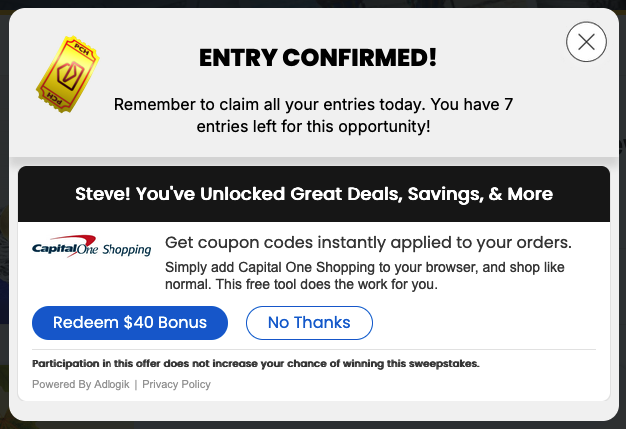 PCH
PCH
ENTRY CONFIRMED!
Remember to claim all your entries today. You have 7
entries left for this opportunity!
Steve! You've Unlocked Great Deals, Savings, & More
Capital One Shopping
Get coupon codes instantly applied to your orders.
Simply add Capital One Shopping to your browser, and shop like
normal. This free tool does the work for you.
Redeem $40 Bonus
No Thanks
Participation in this offer does not increase your chance of winning this sweepstakes.
Powered By Adlogik | Privacy Policy